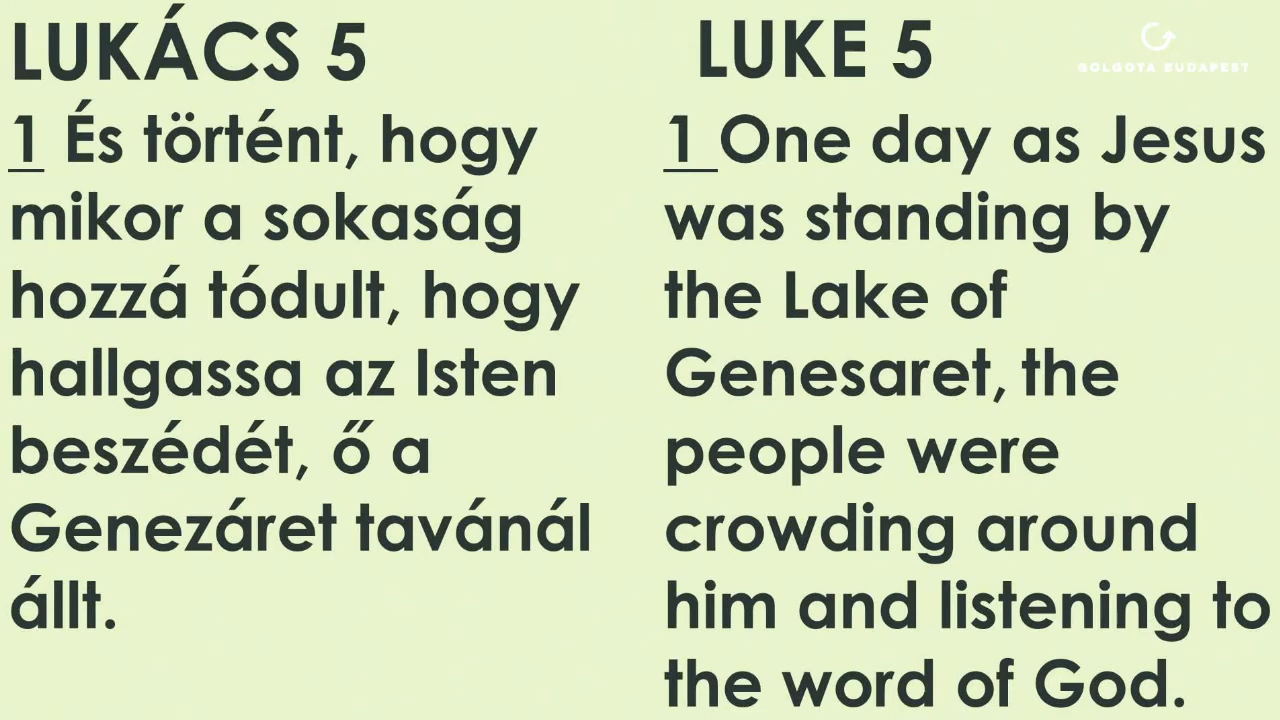 LUKÁCS 5
1 És történt, hogy
mikor a sokaság
hozzá tódult, hogy
hallgassa az Isten
beszédét, ő a
Genezáret tavánál
állt.
LUKE 5
1 One day as Jesus
was standing by
the Lake of
Genesaret, the
people were
crowding around
him and listening to
the word of God.
GOLGOTA BUDAPEST